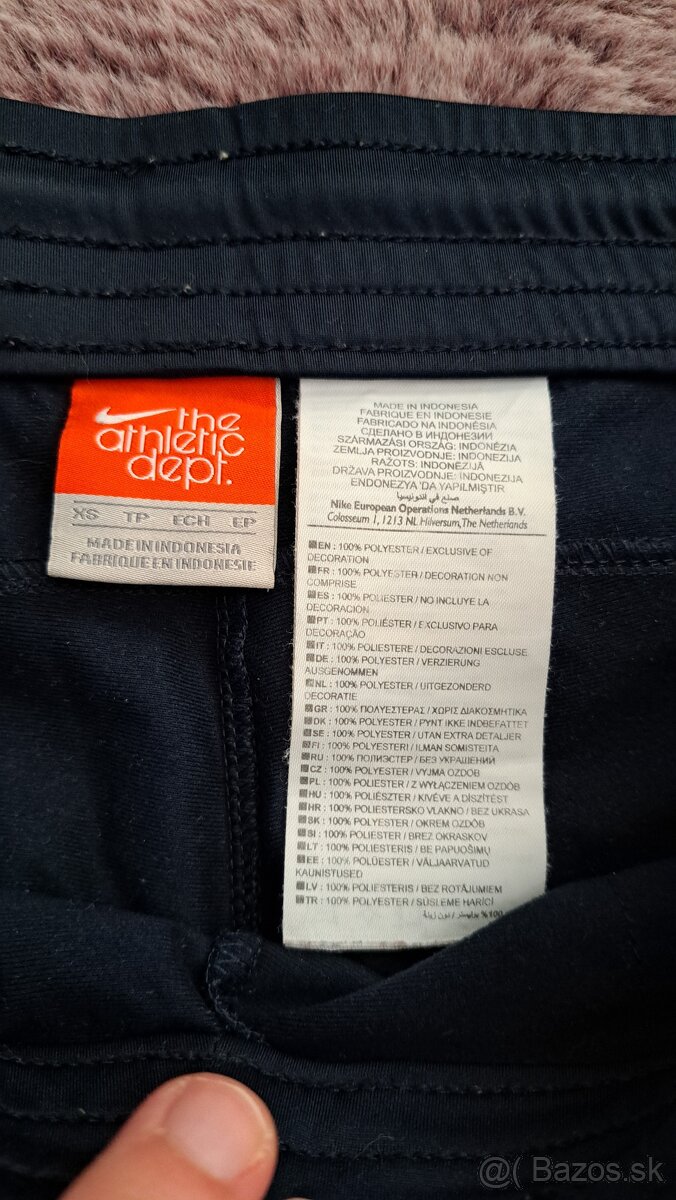 the
athletic
dept.
XS TP ECH EP
MADE IN INDONESIA
FABRIQUE EN INDONESIE
MADE IN INDONESIA
FABRIQUE EN INDONESIE
FABRICADO NA INDONÉSIA
СДЕЛАНО В ИНДОНЕЗИИ
SZÁRMAZÁSI ORSZÁG: INDONÉZIA
ZEMLJA PROIZVODNJE: INDONEZIJA
RAŽOTS: INDONĒZIJĀ
DRŽAVA PROIZVODNJE: INDONEZIJA
ENDONEZYA 'DA YAPILMIŞTIR
صنع في اندونيسيا
Nike European Operations Netherlands B.V.
Colosseum 1, 1213 NL Hilversum, The Netherlands
EN : 100% POLYESTER / EXCLUSIVE OF
DECORATION
FR : 100% POLYESTER / DECORATION NON
COMPRISE
ES : 100% POLIESTER / NO INCLUYE LA
DECORACION
PT : 100% POLIÉSTER / EXCLUSIVO PARA
DECORAÇÃO
IT : 100% POLIESTERE / DECORAZIONI ESCLUSE
DE : 100% POLYESTER / VERZIERUNG
AUSGENOMMEN
NL : 100% POLYESTER / UITGEZONDERD
DECORATIE
GR : 100% ΠΟΛΥΕΣΤΕΡΑΣ / ΧΩΡΙΣ ΔΙΑΚΟΣΜΗΤΙΚΑ
DK : 100% POLYESTER / PYNT IKKE INDBEFATTET
SE : 100% POLYESTER / UTAN EXTRA DETALJER
FI : 100% POLYESTERI / ILMAN SOMISTEITA
RU : 100% ПОЛИЭСТЕР / БЕЗ УКРАШЕНИЙ
CZ : 100% POLYESTER / VYJMA OZDOB
PL : 100% POLYESTER / Z WYŁĄCZENIEM OZDÓB
HU : 100% POLIÉSZTER / KIVÉVE A DÍSZÍTÉST
HR : 100% POLIESTERSKO VLAKNO / BEZ UKRASA
SK : 100% POLYESTER / OKREM OZDÔB
SI : 100% POLIESTER / BREZ OKRASKOV
LT : 100% POLIESTERIS / BE PAPUOŠIMŲ
EE : 100% POLÜESTER / VÄLJAARVATUD
KAUNISTUSED
LV : 100% POLIESTERIS / BEZ ROTĀJUMIEM
TR : 100% POLYESTER / SÜSLEME HARİCİ
@( Bazos.sk